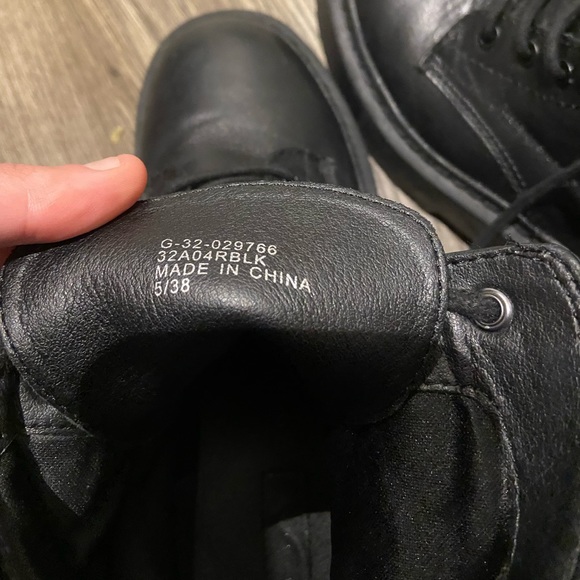 G-32-029766
32A04RBLK
MADE IN CHINA
5/38